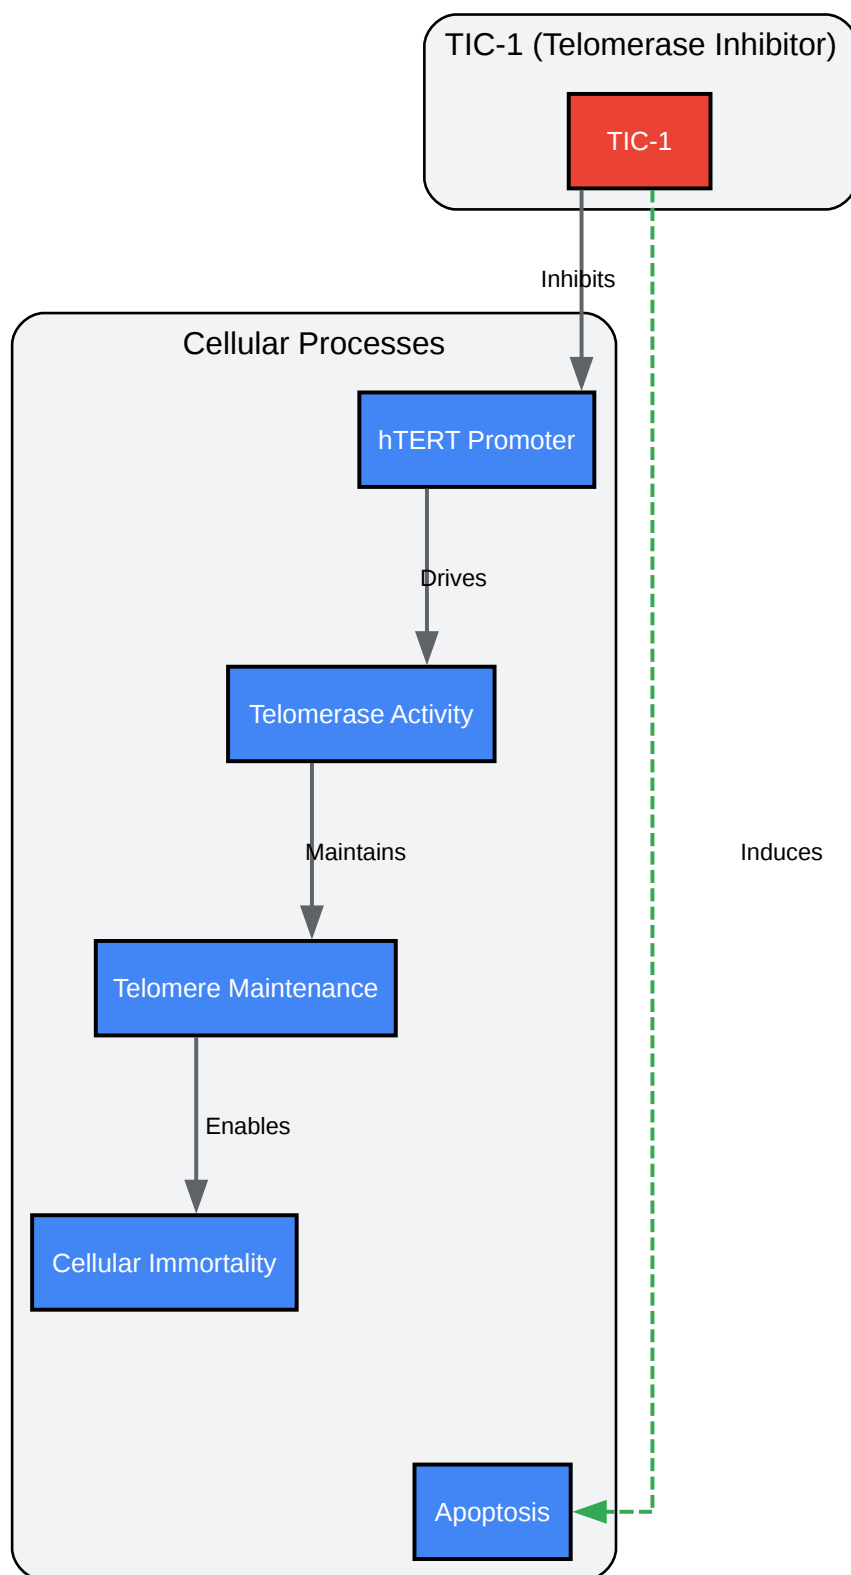 TIC-1 (Telomerase Inhibitor)
TIC-1
Inhibits
Cellular Processes
hTERT Promoter
Drives
Telomerase Activity
Maintains
Induces
Telomere Maintenance
Enables
Cellular Immortality
Apoptosis